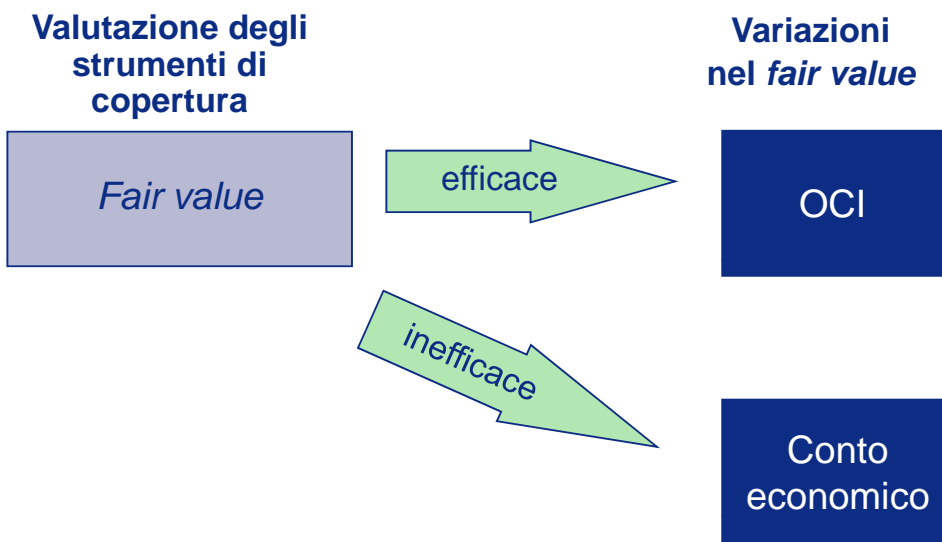 Valutazione degli
strumenti di
copertura
Variazioni
nel fair value
Fair value
efficace
OCI
inefficace
Conto
economico